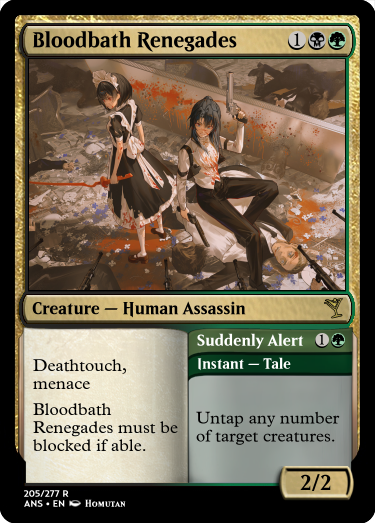 Bloodbath Renegades 1
Creature — Human Assassin
Deathtouch,
menace
Bloodbath
Renegades must be
blocked if able.
Suddenly Alert 1
Instant — Tale
Untap any number
of target creatures.
2/2
205/277 R
ANS • EN Homutan